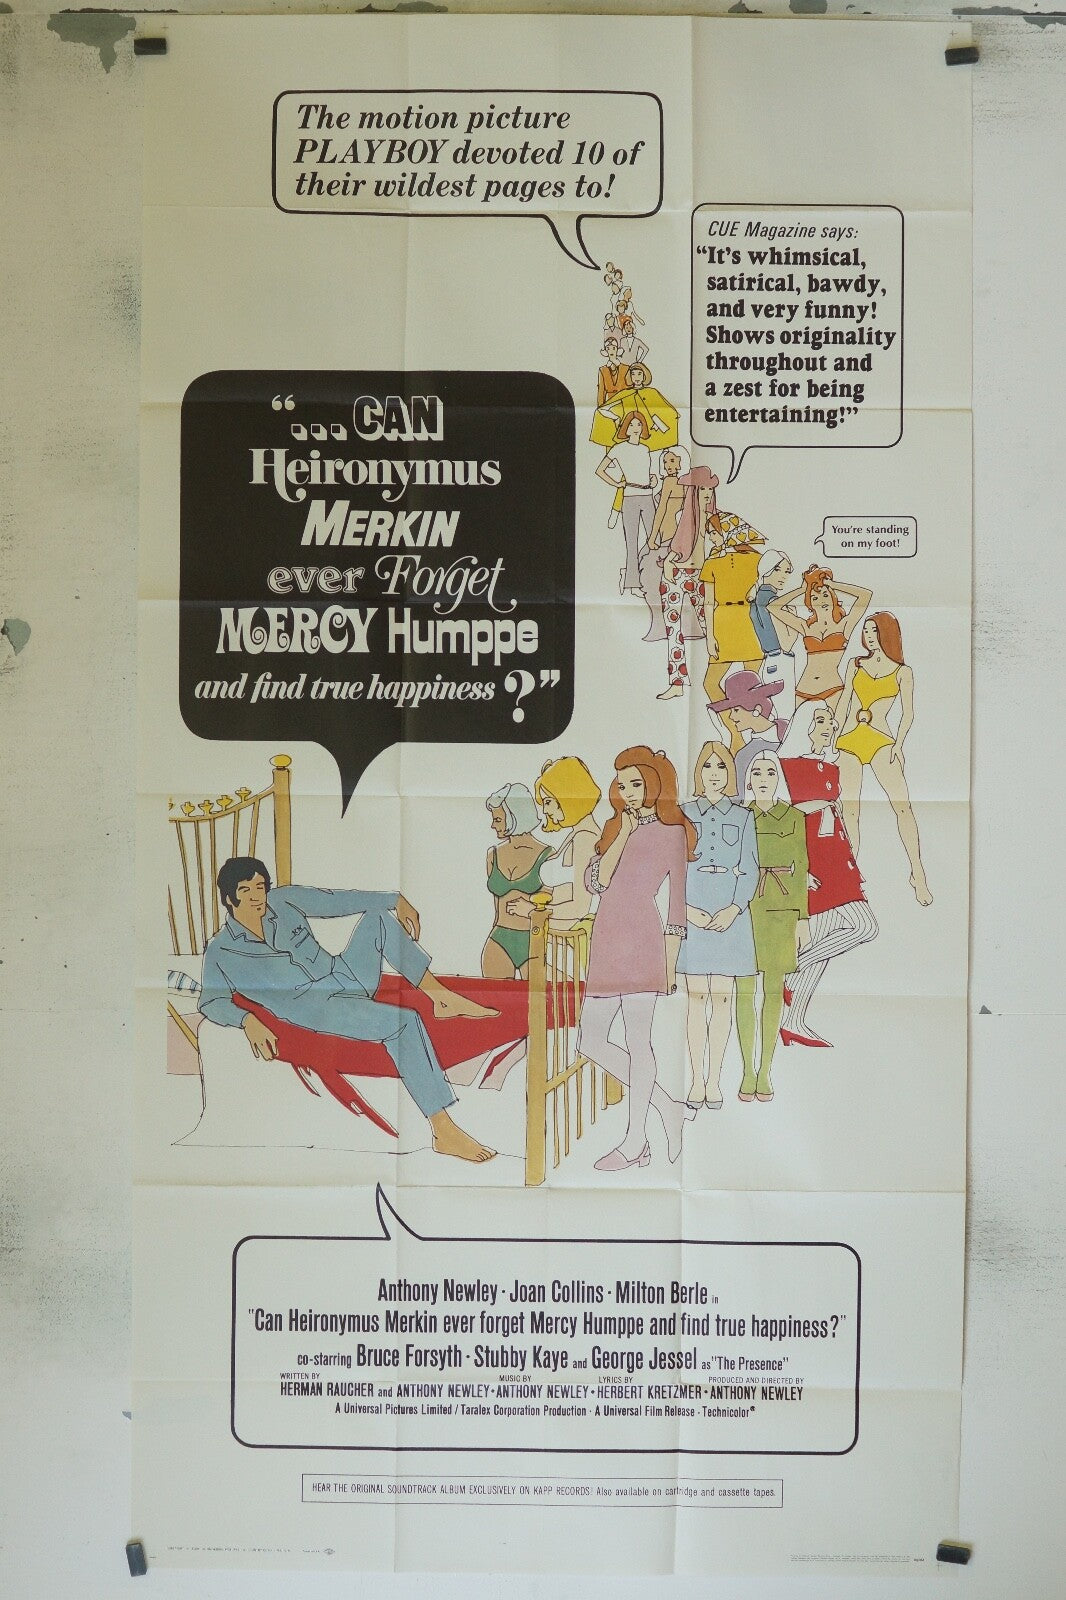 The motion picture
PLAYBOY devoted 10 of
their wildest pages to!
CUE Magazine says:
“It's whimsical,
satirical, bawdy,
and very funny!
Shows originality
throughout and
a zest for being
entertaining!”
“...CAN
Heironymus
MERKIN
ever Forget
MERCY Humppe
and find true happiness ?”
You're standing
on my foot!
Anthony Newley · Joan Collins · Milton Berle in
"Can Heironymus Merkin ever forget Mercy Humppe and find true happiness?"
co-starring Bruce Forsyth · Stubby Kaye and George Jessel as "The Presence"
WRITTEN BY MUSIC BY LYRICS BY PRODUCED AND DIRECTED BY
HERMAN RAUCHER and ANTHONY NEWLEY · ANTHONY NEWLEY · HERBERT KRETZMER · ANTHONY NEWLEY
A Universal Pictures Limited / Taralex Corporation Production · A Universal Film Release · Technicolor®
HEAR THE ORIGINAL SOUNDTRACK ALBUM EXCLUSIVELY ON KAPP RECORDS! Also available on cartridge and cassette tapes.